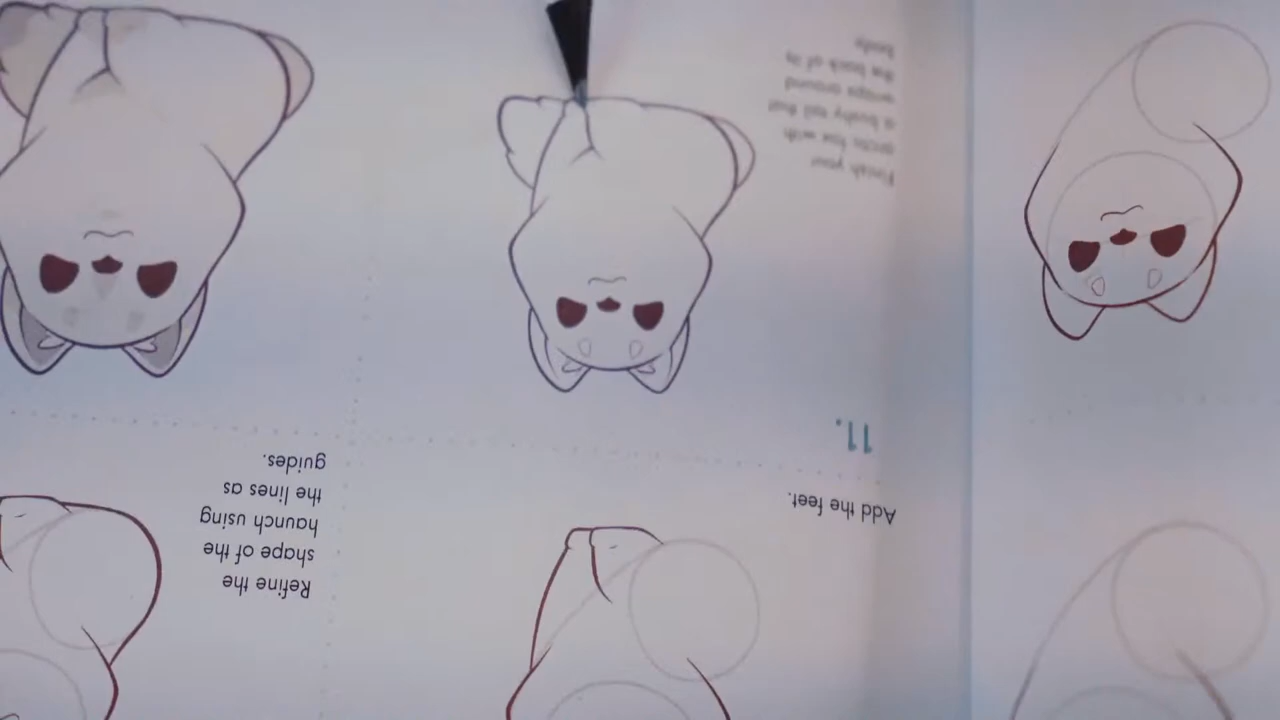 11.
Finish your
arctic fox with
a bushy tail that
wraps around
the back of its
body.
Add the feet.
Refine the
shape of the
haunch using
the lines as
guides.